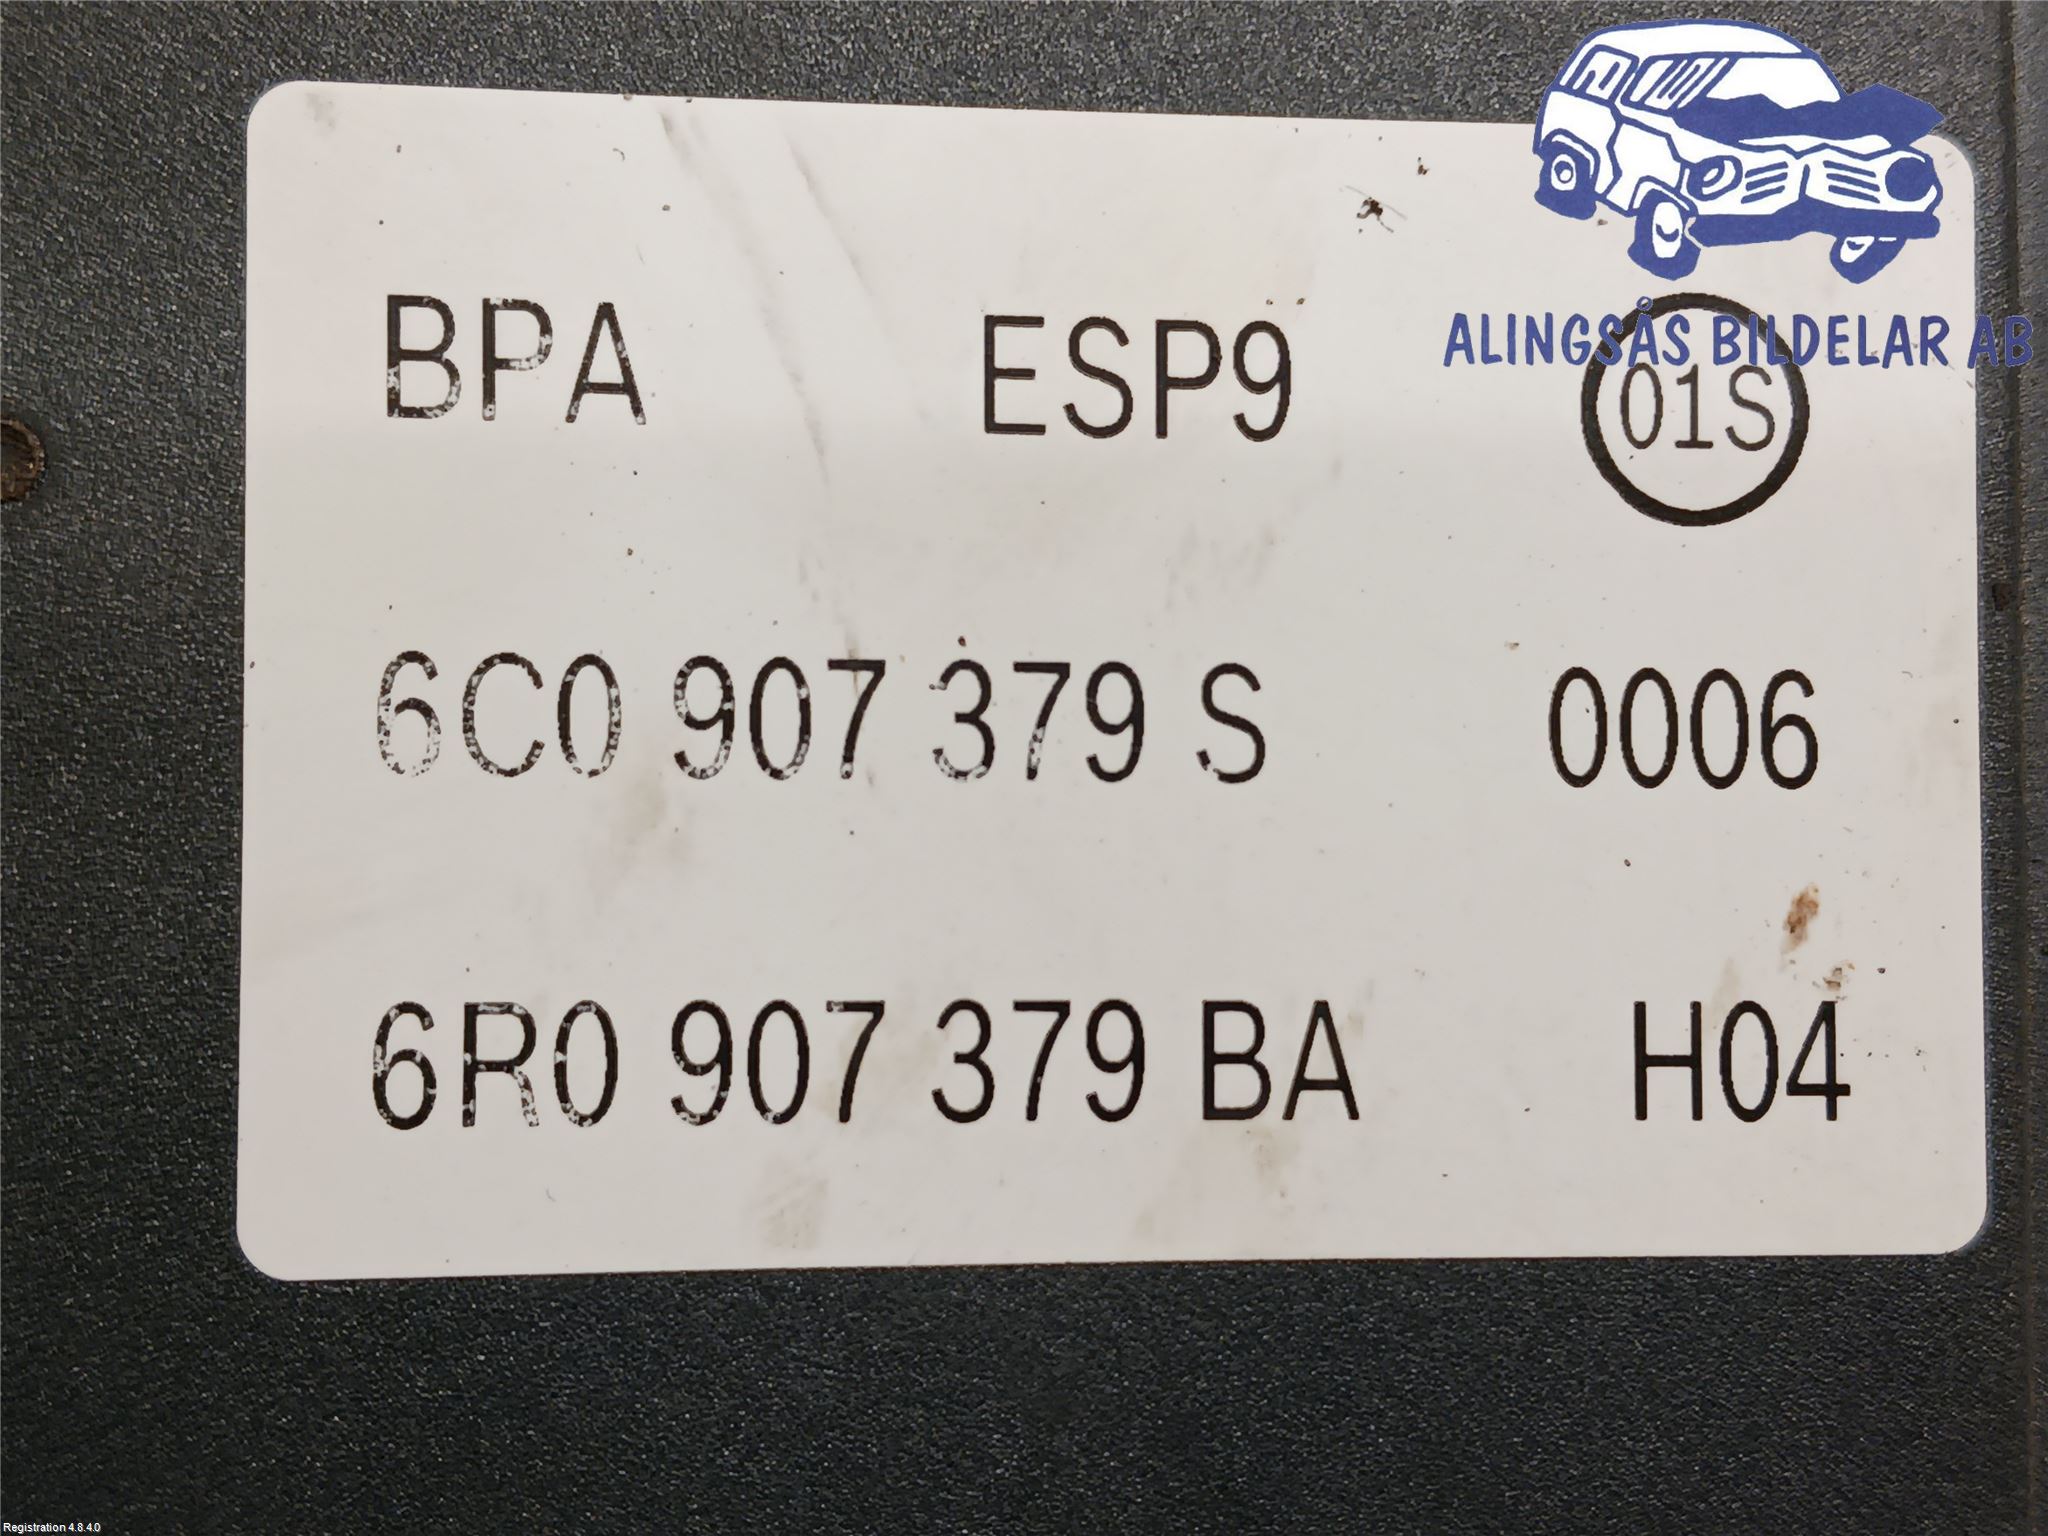 ALINGSÅS BILDELAR AB
BPA ESP9 01S
6C0 907 379 S 0006
6R0 907 379 BA H04
Registration 4.8.4.0